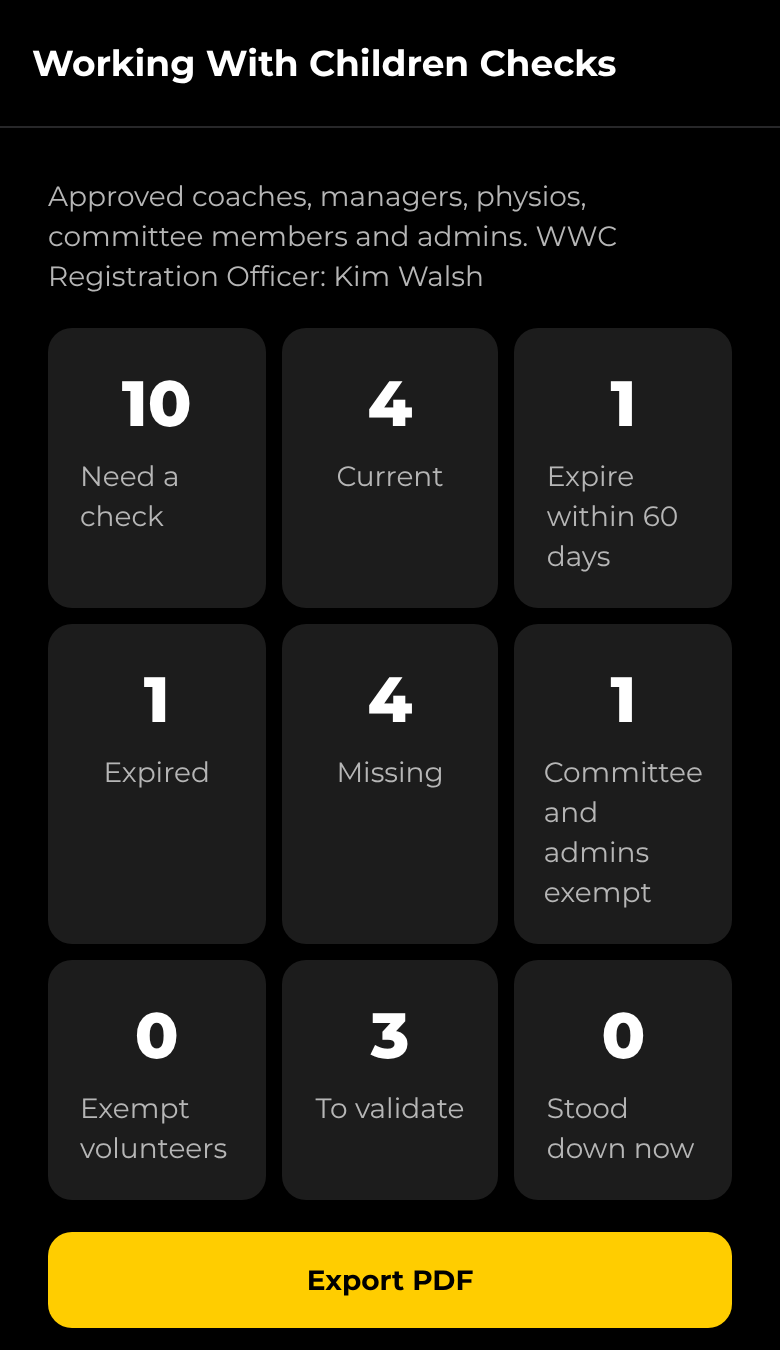 Working With Children Checks
Approved coaches, managers, physios,
committee members and admins. WWC
Registration Officer: Kim Walsh
10
Need a
check
4
Current
1
Expire
within 60
days
1
Expired
4
Missing
1
Committee
and
admins
exempt
0
Exempt
volunteers
3
To validate
0
Stood
down now
Export PDF